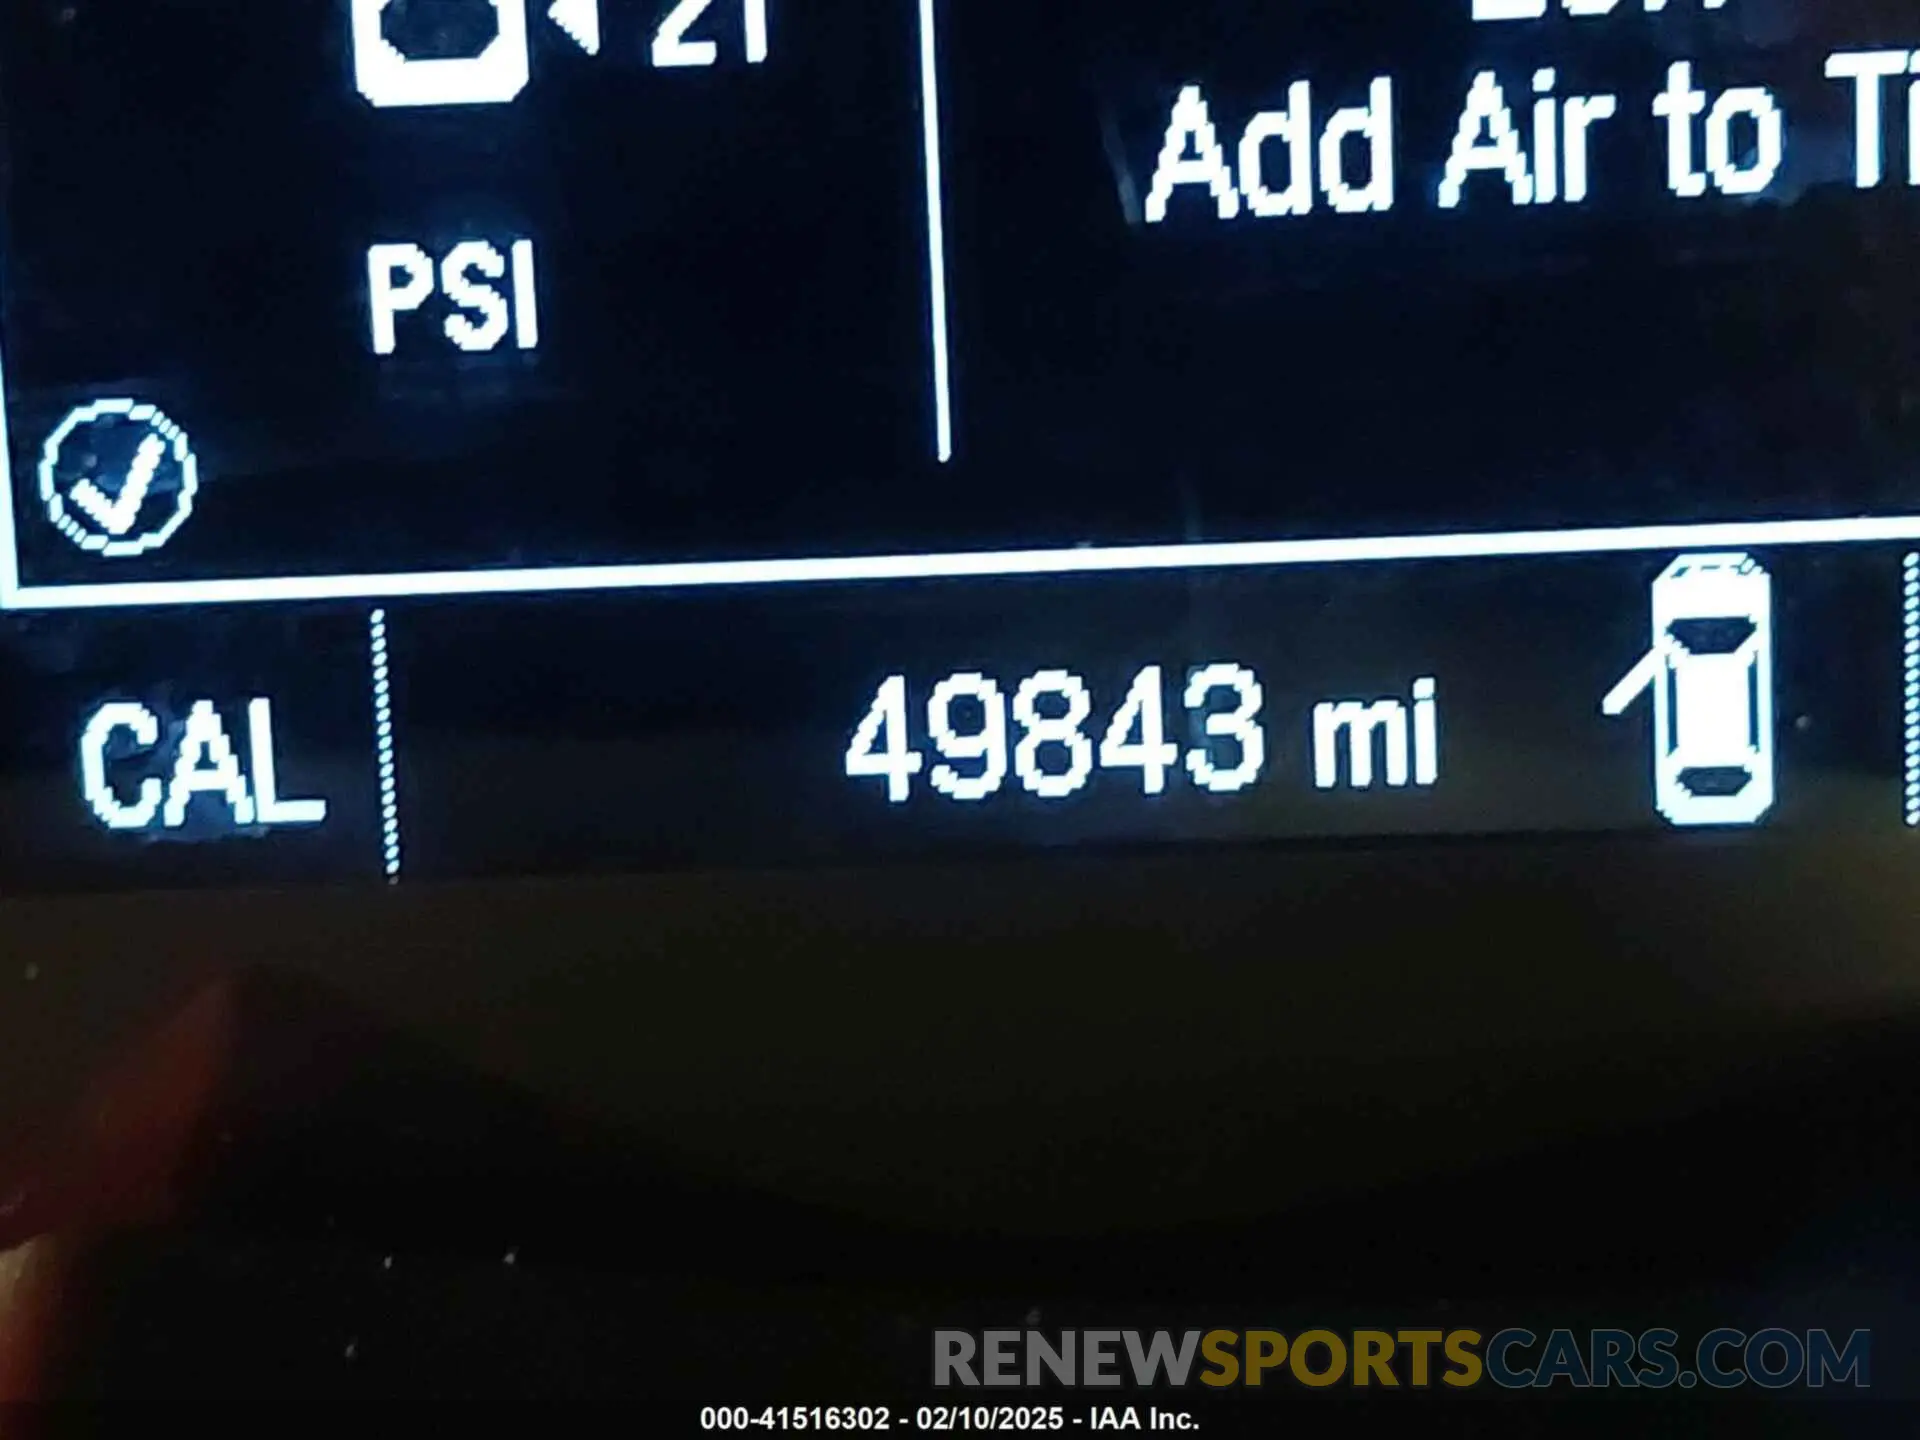 21
Add Air to Ti
PSI
CAL
49843 mi
RENEWSPORTSCARS.COM
000-41516302 - 02/10/2025 - IAA Inc.